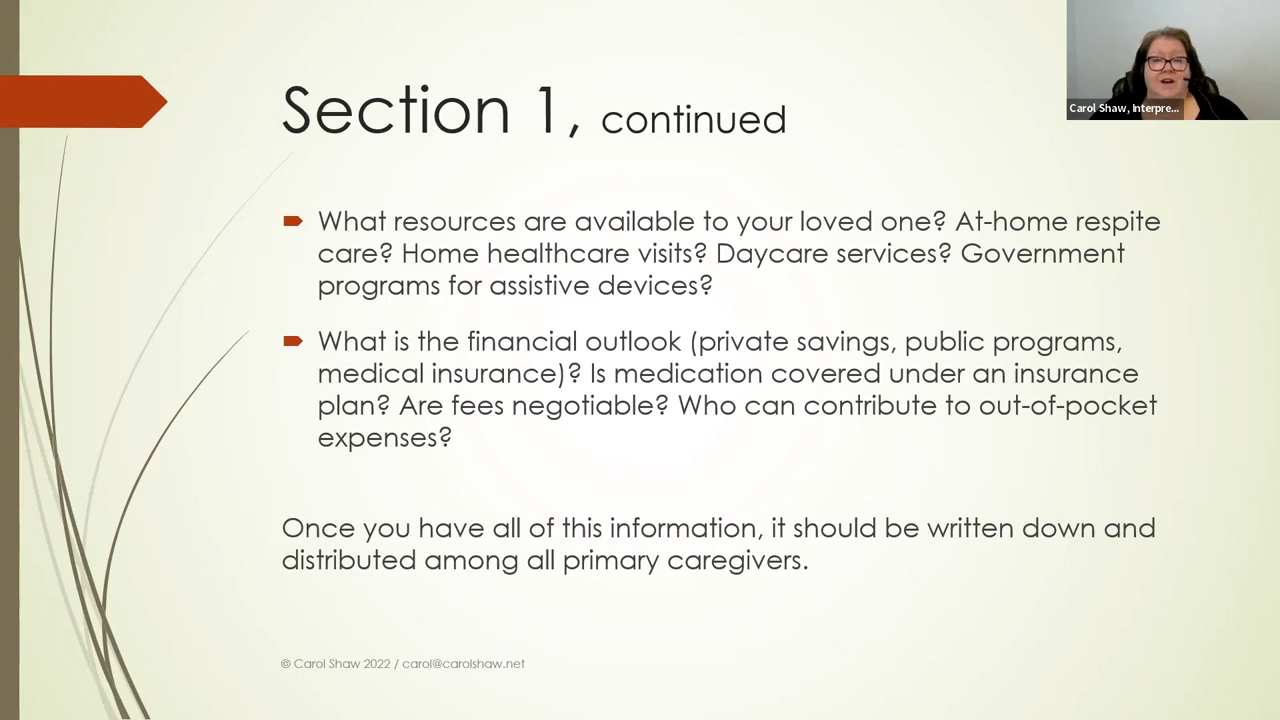 Section 1, continued
Carol Shaw, Interpre...
What resources are available to your loved one? At-home respite
care? Home healthcare visits? Daycare services? Government
programs for assistive devices?
What is the financial outlook (private savings, public programs,
medical insurance)? Is medication covered under an insurance
plan? Are fees negotiable? Who can contribute to out-of-pocket
expenses?
Once you have all of this information, it should be written down and
distributed among all primary caregivers.
© Carol Shaw 2022 / carol@carolshaw.net